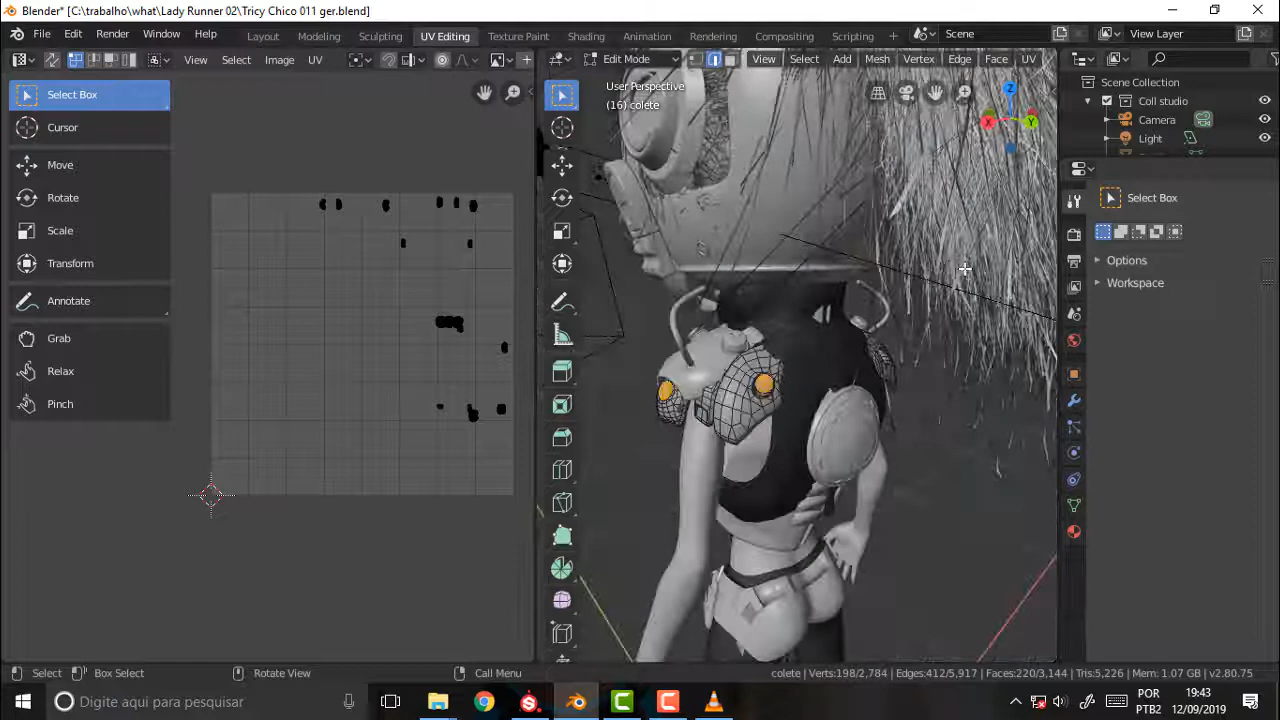 Blender* [C:\trabalho\what\Lady Runner 02\Tricy Chico 011 ger.blend]
File Edit Render Window Help Layout Modeling Sculpting UV Editing Texture Paint Shading Animation Rendering Compositing Scripting Scene View Layer
View Select Image UV Edit Mode View Select Add Mesh Vertex Edge Face UV
Select Box
Cursor
Move
Rotate
Scale
Transform
Annotate
Grab
Relax
Pinch
User Perspective
(16) colete
Z
X
Y
Scene Collection
Coll studio
Camera
Light
Select Box
Options
Workspace
Select Box Select Rotate View Call Menu colete | Verts:198/2,784 | Edges:412/5,917 | Faces:220/3,144 | Tris:5,226 | Mem: 1.07 GB | v2.80.75
Digite aqui para pesquisar
POR
PTB2
19:43
12/09/2019